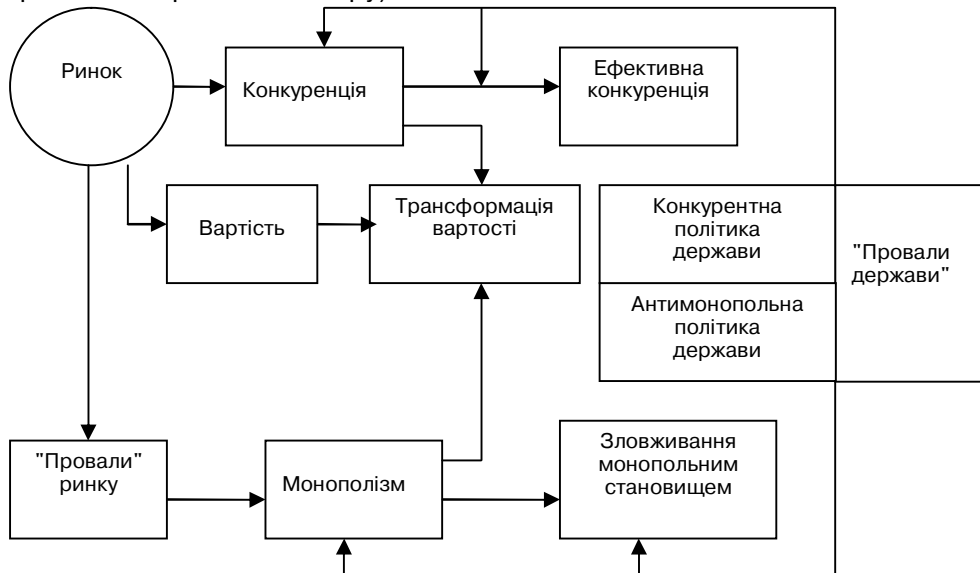 Ринок
Конкуренція
Ефективна
конкуренція
Вартість
Трансформація
вартості
Конкурентна
політика
держави
"Провали
держави"
Антимонопольна
політика
держави
"Провали"
ринку
Монополізм
Зловживання
монопольним
становищем